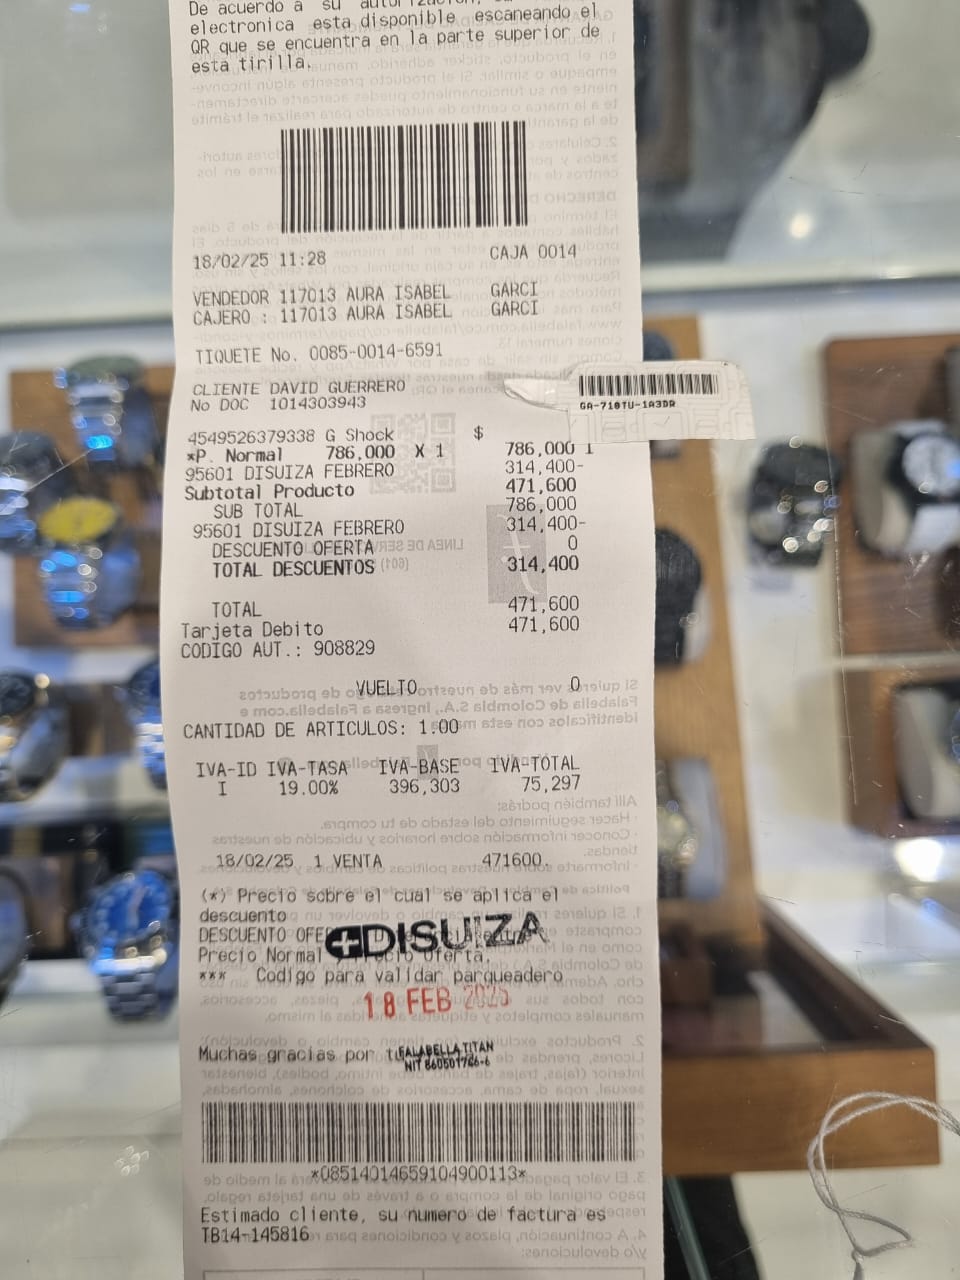 De acuerdo a su
electronica esta disponible escaneando el
QR que se encuentra en la parte superior de
esta tirilla.
18/02/25 11:28 CAJA 0014
VENDEDOR 117013 AURA ISABEL GARCI
CAJERO : 117013 AURA ISABEL GARCI
TIQUETE No. 0085-0014-6591
CLIENTE DAVID GUERRERO
No DOC 1014303943
GA-710TU-1A3DR
4549526379338 G Shock $
*P. Normal 786,000 X 1 786,000 I
95601 DISUIZA FEBRERO 314,400-
Subtotal Producto 471,600
SUB TOTAL 786,000
95601 DISUIZA FEBRERO 314,400-
DESCUENTO OFERTA 0
TOTAL DESCUENTOS 314,400
TOTAL 471,600
Tarjeta Debito 471,600
CODIGO AUT.: 908829
VUELTO 0
CANTIDAD DE ARTICULOS: 1.00
IVA-ID IVA-TASA IVA-BASE IVA-TOTAL
I 19.00% 396,303 75,297
18/02/25 1 VENTA 471600.
(*) Precio sobre el cual se aplica el
descuento
DESCUENTO
DISUIZA
Precio Normal oferta.
*** Codigo para validar parqueadero
18 FEB 2025
Muchas gracias por
FALABELLA TITAN
NIT
*08514014659104900113*
Estimado cliente, su numero de factura es
TB14-145816